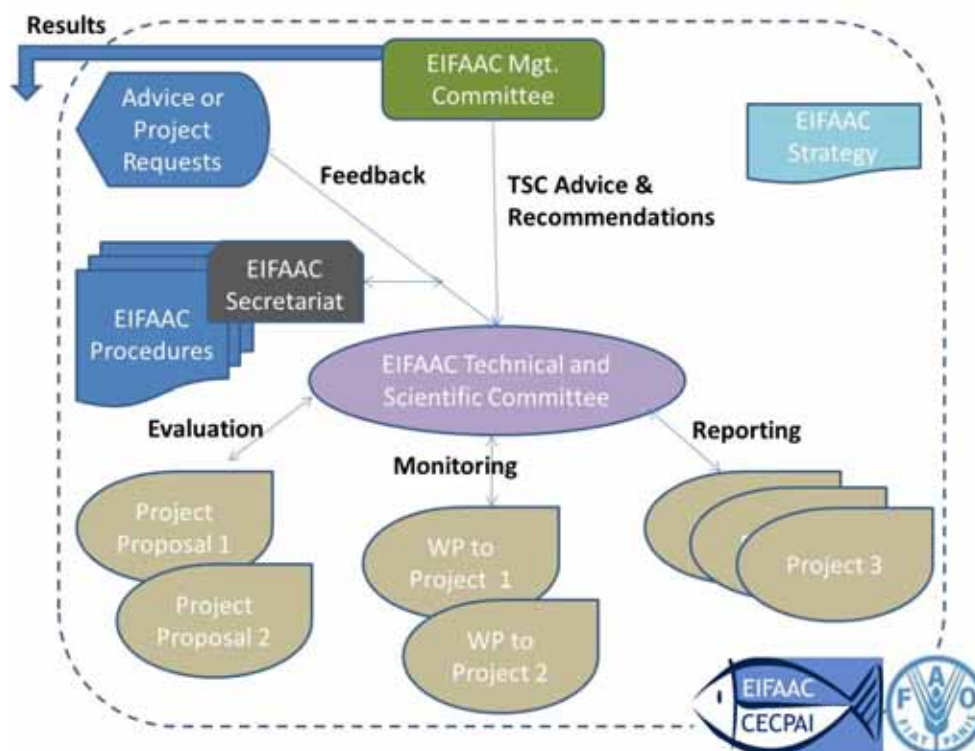 Results
EIFAAC Mgt.
Committee
Advice or
Project
Requests
EIFAAC
Strategy
Feedback
TSC Advice &
Recommendations
EIFAAC
Secretariat
EIFAAC
Procedures
EIFAAC Technical and
Scientific Committee
Evaluation
Monitoring
Reporting
Project
Proposal 1
Project
Proposal 2
WP to
Project 1
WP to
Project 2
Project 3
EIFAAC
CECPAI
F A O
FIAT PANIS